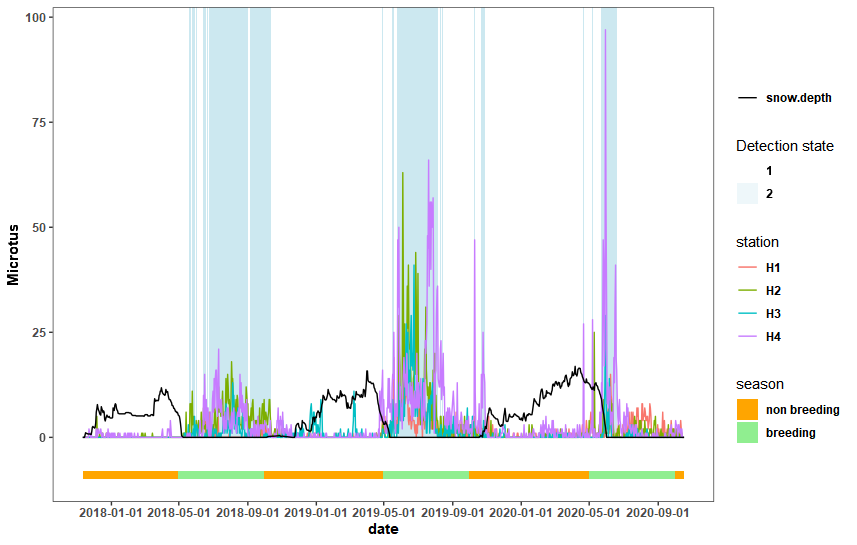 100
75
50
25
0
Microtus
2018-01-01 2018-05-01 2018-09-01 2019-01-01 2019-05-01 2019-09-01 2020-01-01 2020-05-01 2020-09-01
date
snow.depth
Detection state
1
2
station
H1
H2
H3
H4
season
non breeding
breeding